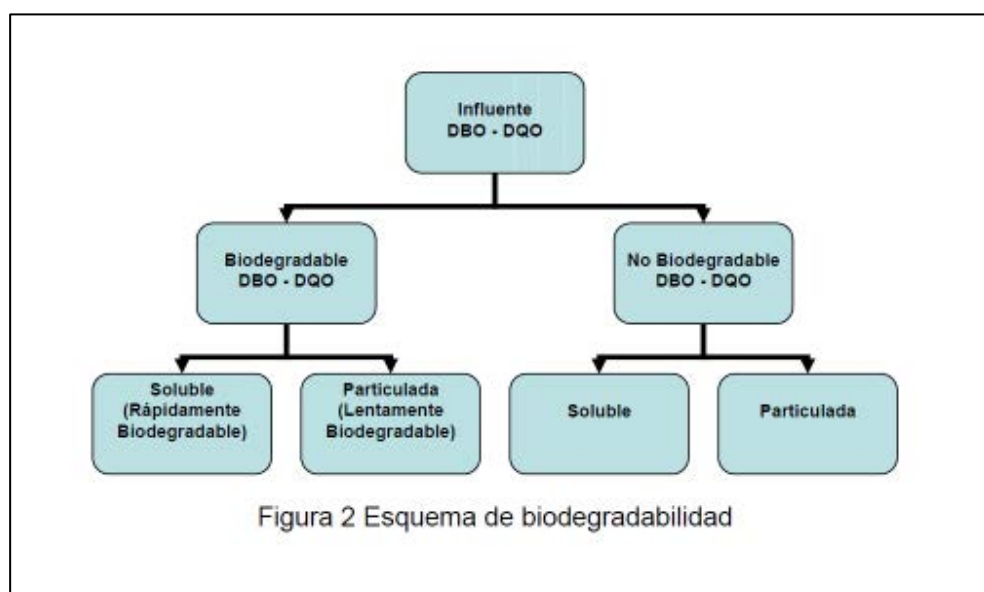 Influente
DBO - DQO
Biodegradable
DBO - DQO
No Biodegradable
DBO - DQO
Soluble
(Rápidamente
Biodegradable)
Particulada
(Lentamente
Biodegradable)
Soluble
Particulada
Figura 2 Esquema de biodegradabilidad